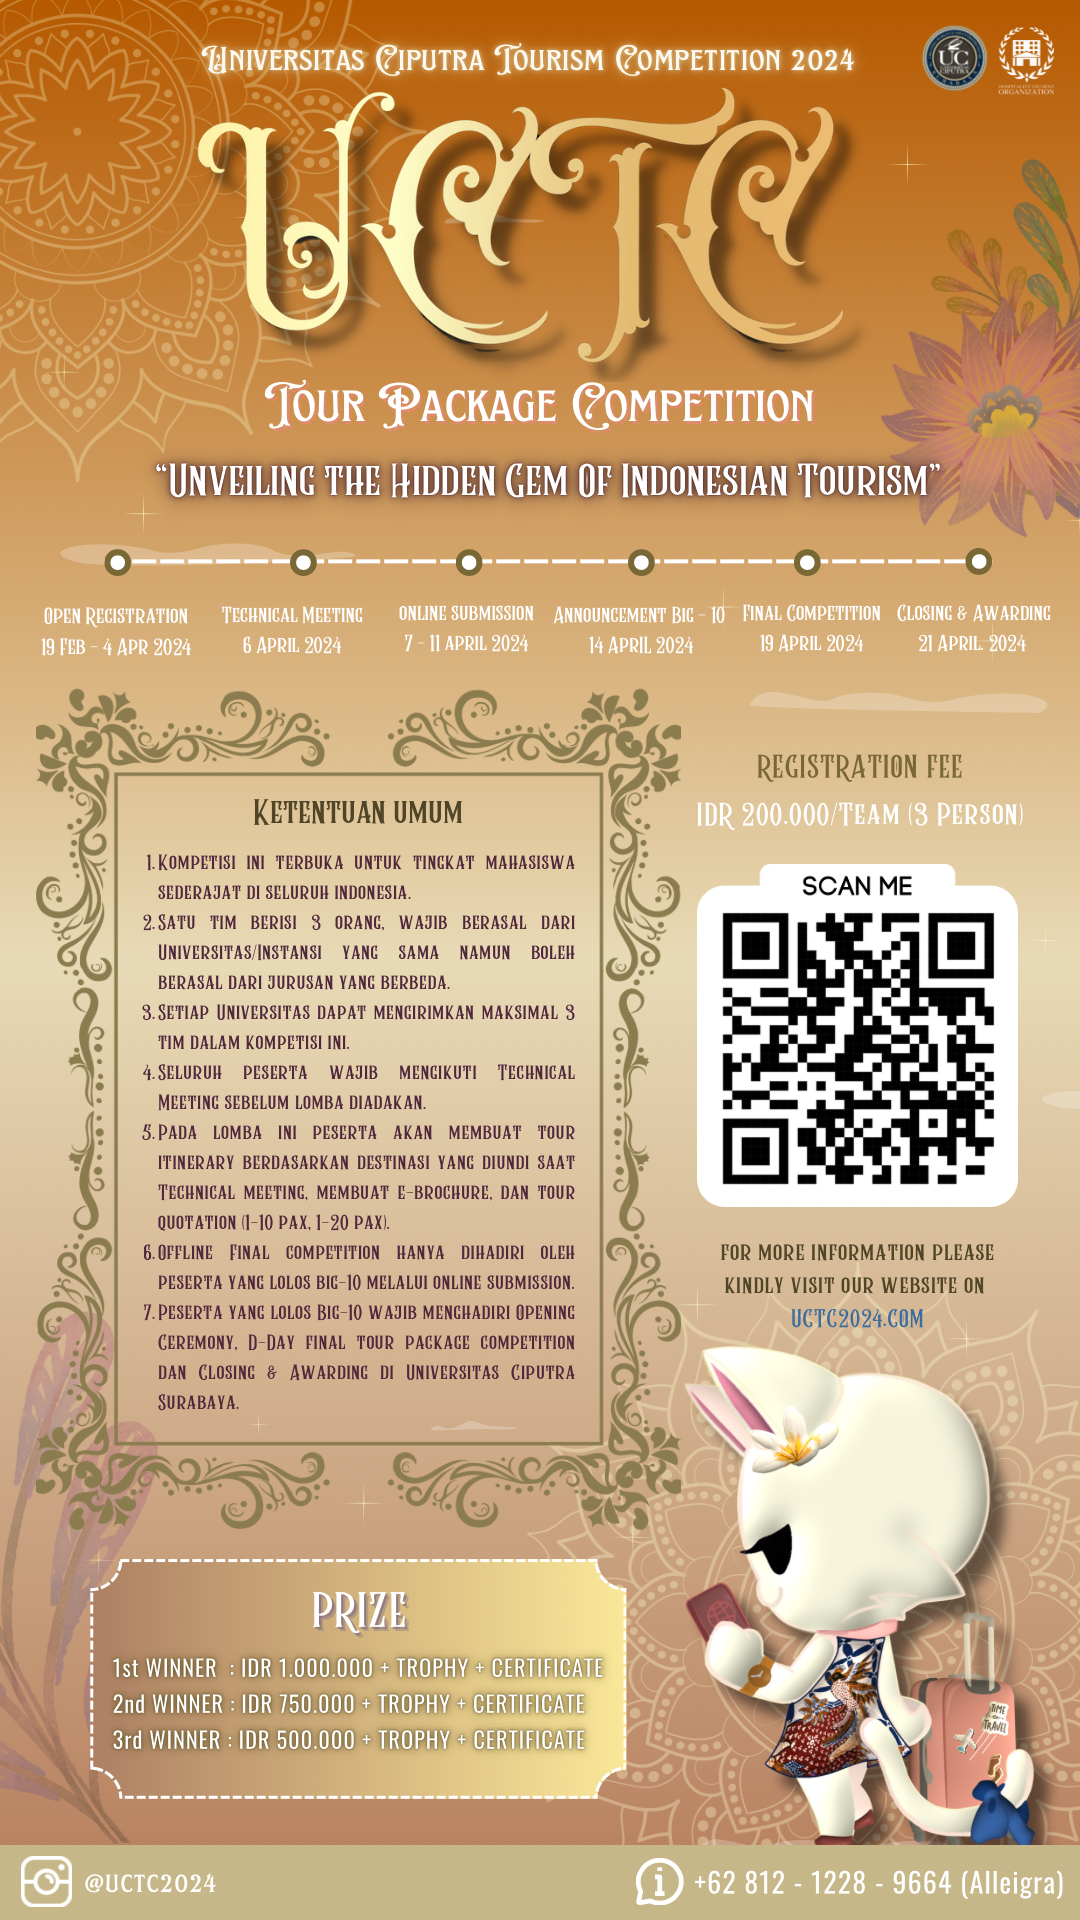 Universitas Ciputra Tourism Competition 2024
UC
HOSPITALITY STUDENT
ORGANIZATION
UCTC
Tour Package Competition
“Unveiling the Hidden Gem Of Indonesian Tourism”
Open Registration
19 Feb - 4 Apr 2024
Technical Meeting
6 April 2024
online submission
7 - 11 april 2024
Announcement Big - 10
14 April 2024
Final Competition
19 April 2024
Closing & Awarding
21 April. 2024
Ketentuan umum
1. Kompetisi ini terbuka untuk tingkat mahasiswa
sederajat di seluruh indonesia.
2. Satu tim berisi 3 orang, wajib berasal dari
Universitas/Instansi yang sama namun boleh
berasal dari jurusan yang berbeda.
3. Setiap Universitas dapat mengirimkan maksimal 3
tim dalam kompetisi ini.
4. Seluruh peserta wajib mengikuti Technical
Meeting sebelum lomba diadakan.
5. Pada lomba ini peserta akan membuat tour
itinerary berdasarkan destinasi yang diundi saat
Technical meeting, membuat e-brochure, dan tour
quotation (1-10 pax, 1-20 pax).
6. Offline Final competition hanya dihadiri oleh
peserta yang lolos big-10 melalui online submission.
7. Peserta yang lolos Big-10 wajib menghadiri Opening
Ceremony, D-Day final tour package competition
dan Closing & Awarding di Universitas Ciputra
Surabaya.
Registration fee
IDR 200.000/Team (3 Person)
SCAN ME
for more information please
kindly visit our website on
UCTC2024.COM
PRIZE
1st WINNER : IDR 1.000.000 + TROPHY + CERTIFICATE
2nd WINNER : IDR 750.000 + TROPHY + CERTIFICATE
3rd WINNER : IDR 500.000 + TROPHY + CERTIFICATE
TIME
TRAVEL
@UCTC2024
+62 812 - 1228 - 9664 (Alleigra)